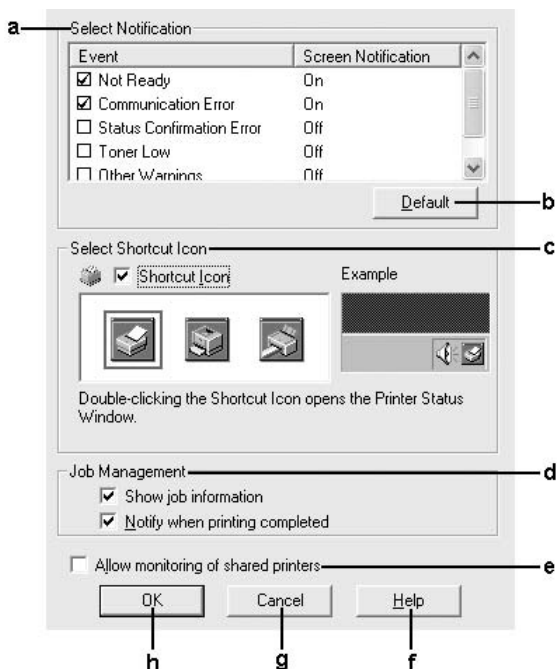 a
Select Notification
Event Screen Notification
Not Ready On
Communication Error On
Status Confirmation Error Off
Toner Low Off
Other Warnings Off
Default
b
Select Shortcut Icon
c
Shortcut Icon
Example
Double-clicking the Shortcut Icon opens the Printer Status
Window.
Job Management
d
Show job information
Notify when printing completed
Allow monitoring of shared printers
e
OK Cancel Help
h g f